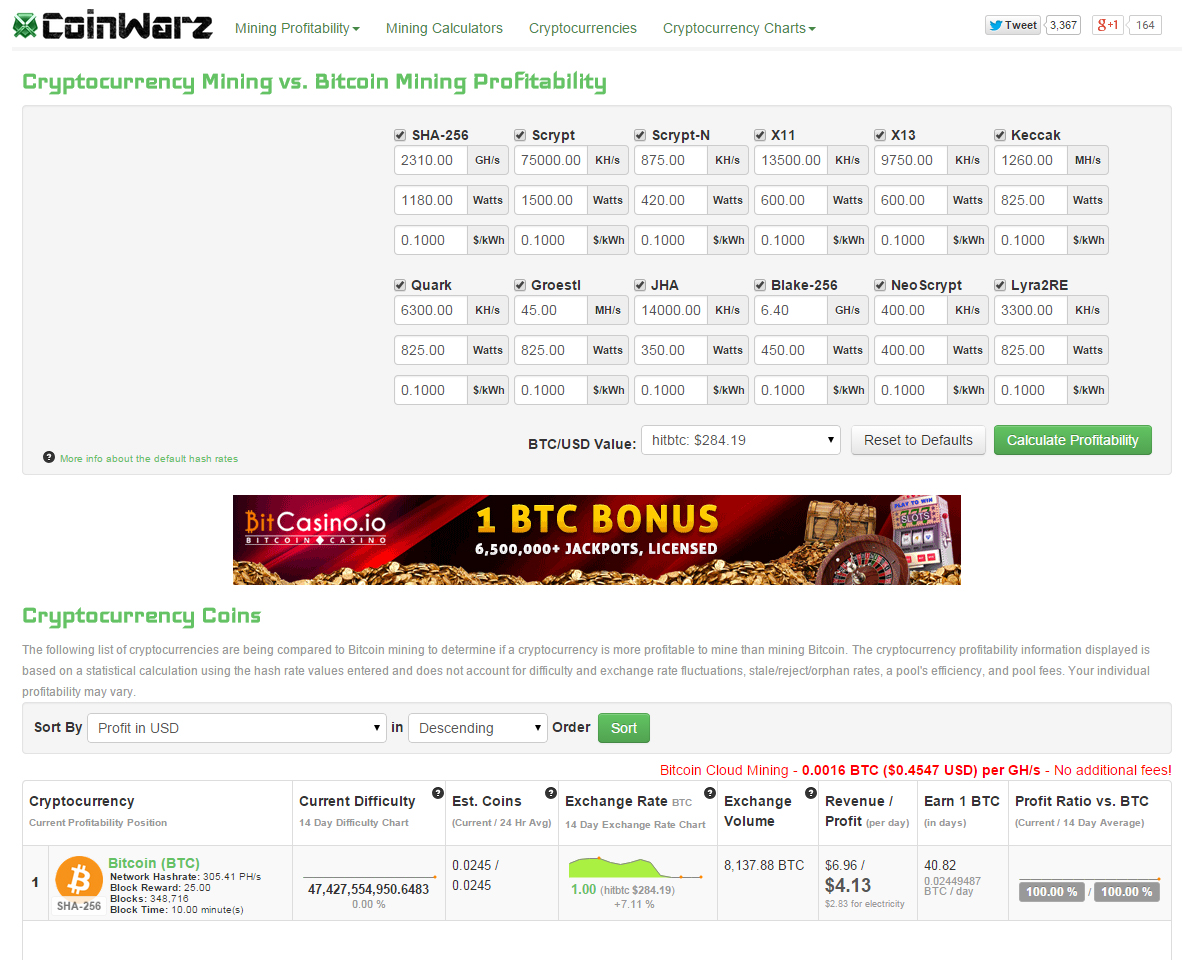 CoinWarz Mining Profitability Mining Calculators Cryptocurrencies Cryptocurrency Charts Tweet 3,367 g+1 164
Cryptocurrency Mining vs. Bitcoin Mining Profitability
SHA-256 Scrypt Scrypt-N X11 X13 Keccak
2310.00 GH/s 75000.00 KH/s 875.00 KH/s 13500.00 KH/s 9750.00 KH/s 1260.00 MH/s
1180.00 Watts 1500.00 Watts 420.00 Watts 600.00 Watts 600.00 Watts 825.00 Watts
0.1000 $/kWh 0.1000 $/kWh 0.1000 $/kWh 0.1000 $/kWh 0.1000 $/kWh 0.1000 $/kWh
Quark Groestl JHA Blake-256 NeoScrypt Lyra2RE
6300.00 KH/s 45.00 MH/s 14000.00 KH/s 6.40 GH/s 400.00 KH/s 3300.00 KH/s
825.00 Watts 825.00 Watts 350.00 Watts 450.00 Watts 400.00 Watts 825.00 Watts
0.1000 $/kWh 0.1000 $/kWh 0.1000 $/kWh 0.1000 $/kWh 0.1000 $/kWh 0.1000 $/kWh
BTC/USD Value: hitbtc: $284.19 Reset to Defaults Calculate Profitability
? More info about the default hash rates
BitCasino.io
BITCOIN CASINO
1 BTC BONUS
6,500,000+ JACKPOTS, LICENSED
PLAY TO WIN
SLOTS
Cryptocurrency Coins
The following list of cryptocurrencies are being compared to Bitcoin mining to determine if a cryptocurrency is more profitable to mine than mining Bitcoin. The cryptocurrency profitability information displayed is
based on a statistical calculation using the hash rate values entered and does not account for difficulty and exchange rate fluctuations, stale/reject/orphan rates, a pool's efficiency, and pool fees. Your individual
profitability may vary.
Sort By Profit in USD in Descending Order Sort
Bitcoin Cloud Mining - 0.0016 BTC ($0.4547 USD) per GH/s - No additional fees!
Cryptocurrency
Current Profitability Position
Current Difficulty ?
14 Day Difficulty Chart
Est. Coins ?
(Current / 24 Hr Avg)
Exchange Rate BTC ?
14 Day Exchange Rate Chart
Exchange ?
Volume
Revenue /
Profit (per day)
Earn 1 BTC
(in days)
Profit Ratio vs. BTC
(Current / 14 Day Average)
1
SHA-256
Bitcoin (BTC)
Network Hashrate: 305.41 PH/s
Block Reward: 25.00
Blocks: 348,716
Block Time: 10.00 minute(s)
47,427,554,950.6483
0.00 %
0.0245 /
0.0245
1.00 (hitbtc $284.19)
+7.11 %
8,137.88 BTC
$6.96 /
$4.13
$2.83 for electricity
40.82
0.02449487
BTC / day
100.00 % / 100.00 %